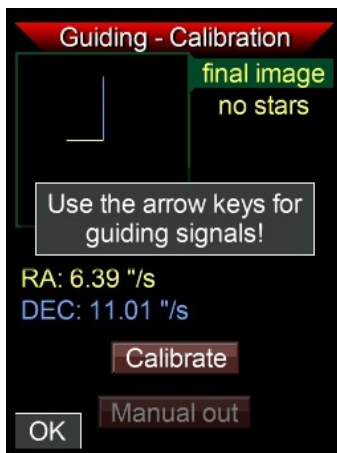 Guiding - Calibration
final image
no stars
Use the arrow keys for
guiding signals!
RA: 6.39 "/s
DEC: 11.01 "/s
Calibrate
Manual out
OK